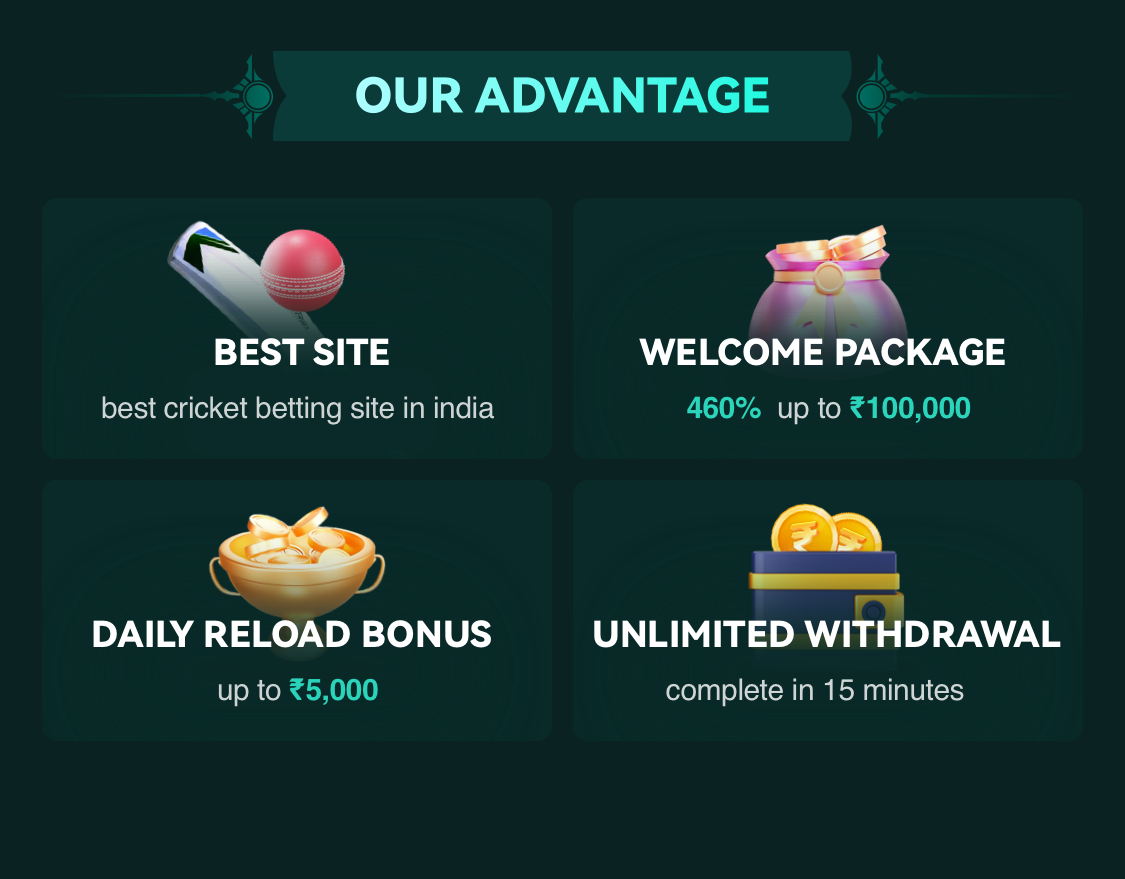 OUR ADVANTAGE
BEST SITE
best cricket betting site in india
WELCOME PACKAGE
460% up to ₹100,000
DAILY RELOAD BONUS
up to ₹5,000
UNLIMITED WITHDRAWAL
complete in 15 minutes